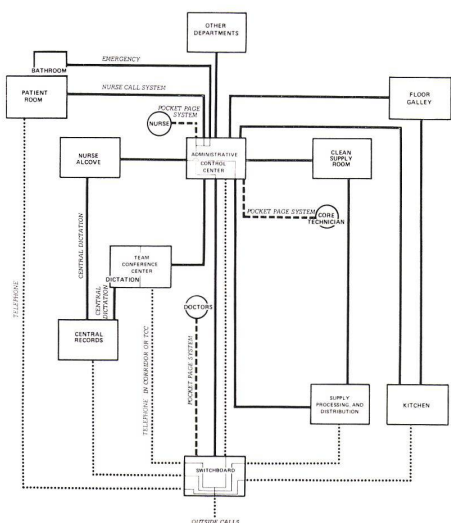 OTHER
DEPARTMENTS
EMERGENCY
BATHROOM
NURSE CALL SYSTEM
PATIENT
ROOM
POCKET PAGE
SYSTEM
NURSE
FLOOR
GALLEY
NURSE
ALCOVE
ADMINISTRATIVE
CONTROL
CENTER
CLEAN
SUPPLY
ROOM
POCKET PAGE SYSTEM
CORE
TECHNICIAN
CENTRAL DICTATION
TEAM
CONFERENCE
CENTER
DICTATION
TELEPHONE
CENTRAL
DICTATION
DOCTORS
CENTRAL
RECORDS
TELEPHONE IN CORRIDOR OR TCC
POCKET PAGE SYSTEM
SUPPLY
PROCESSING, AND
DISTRIBUTION
KITCHEN
SWITCHBOARD
OUTSIDE CALLS